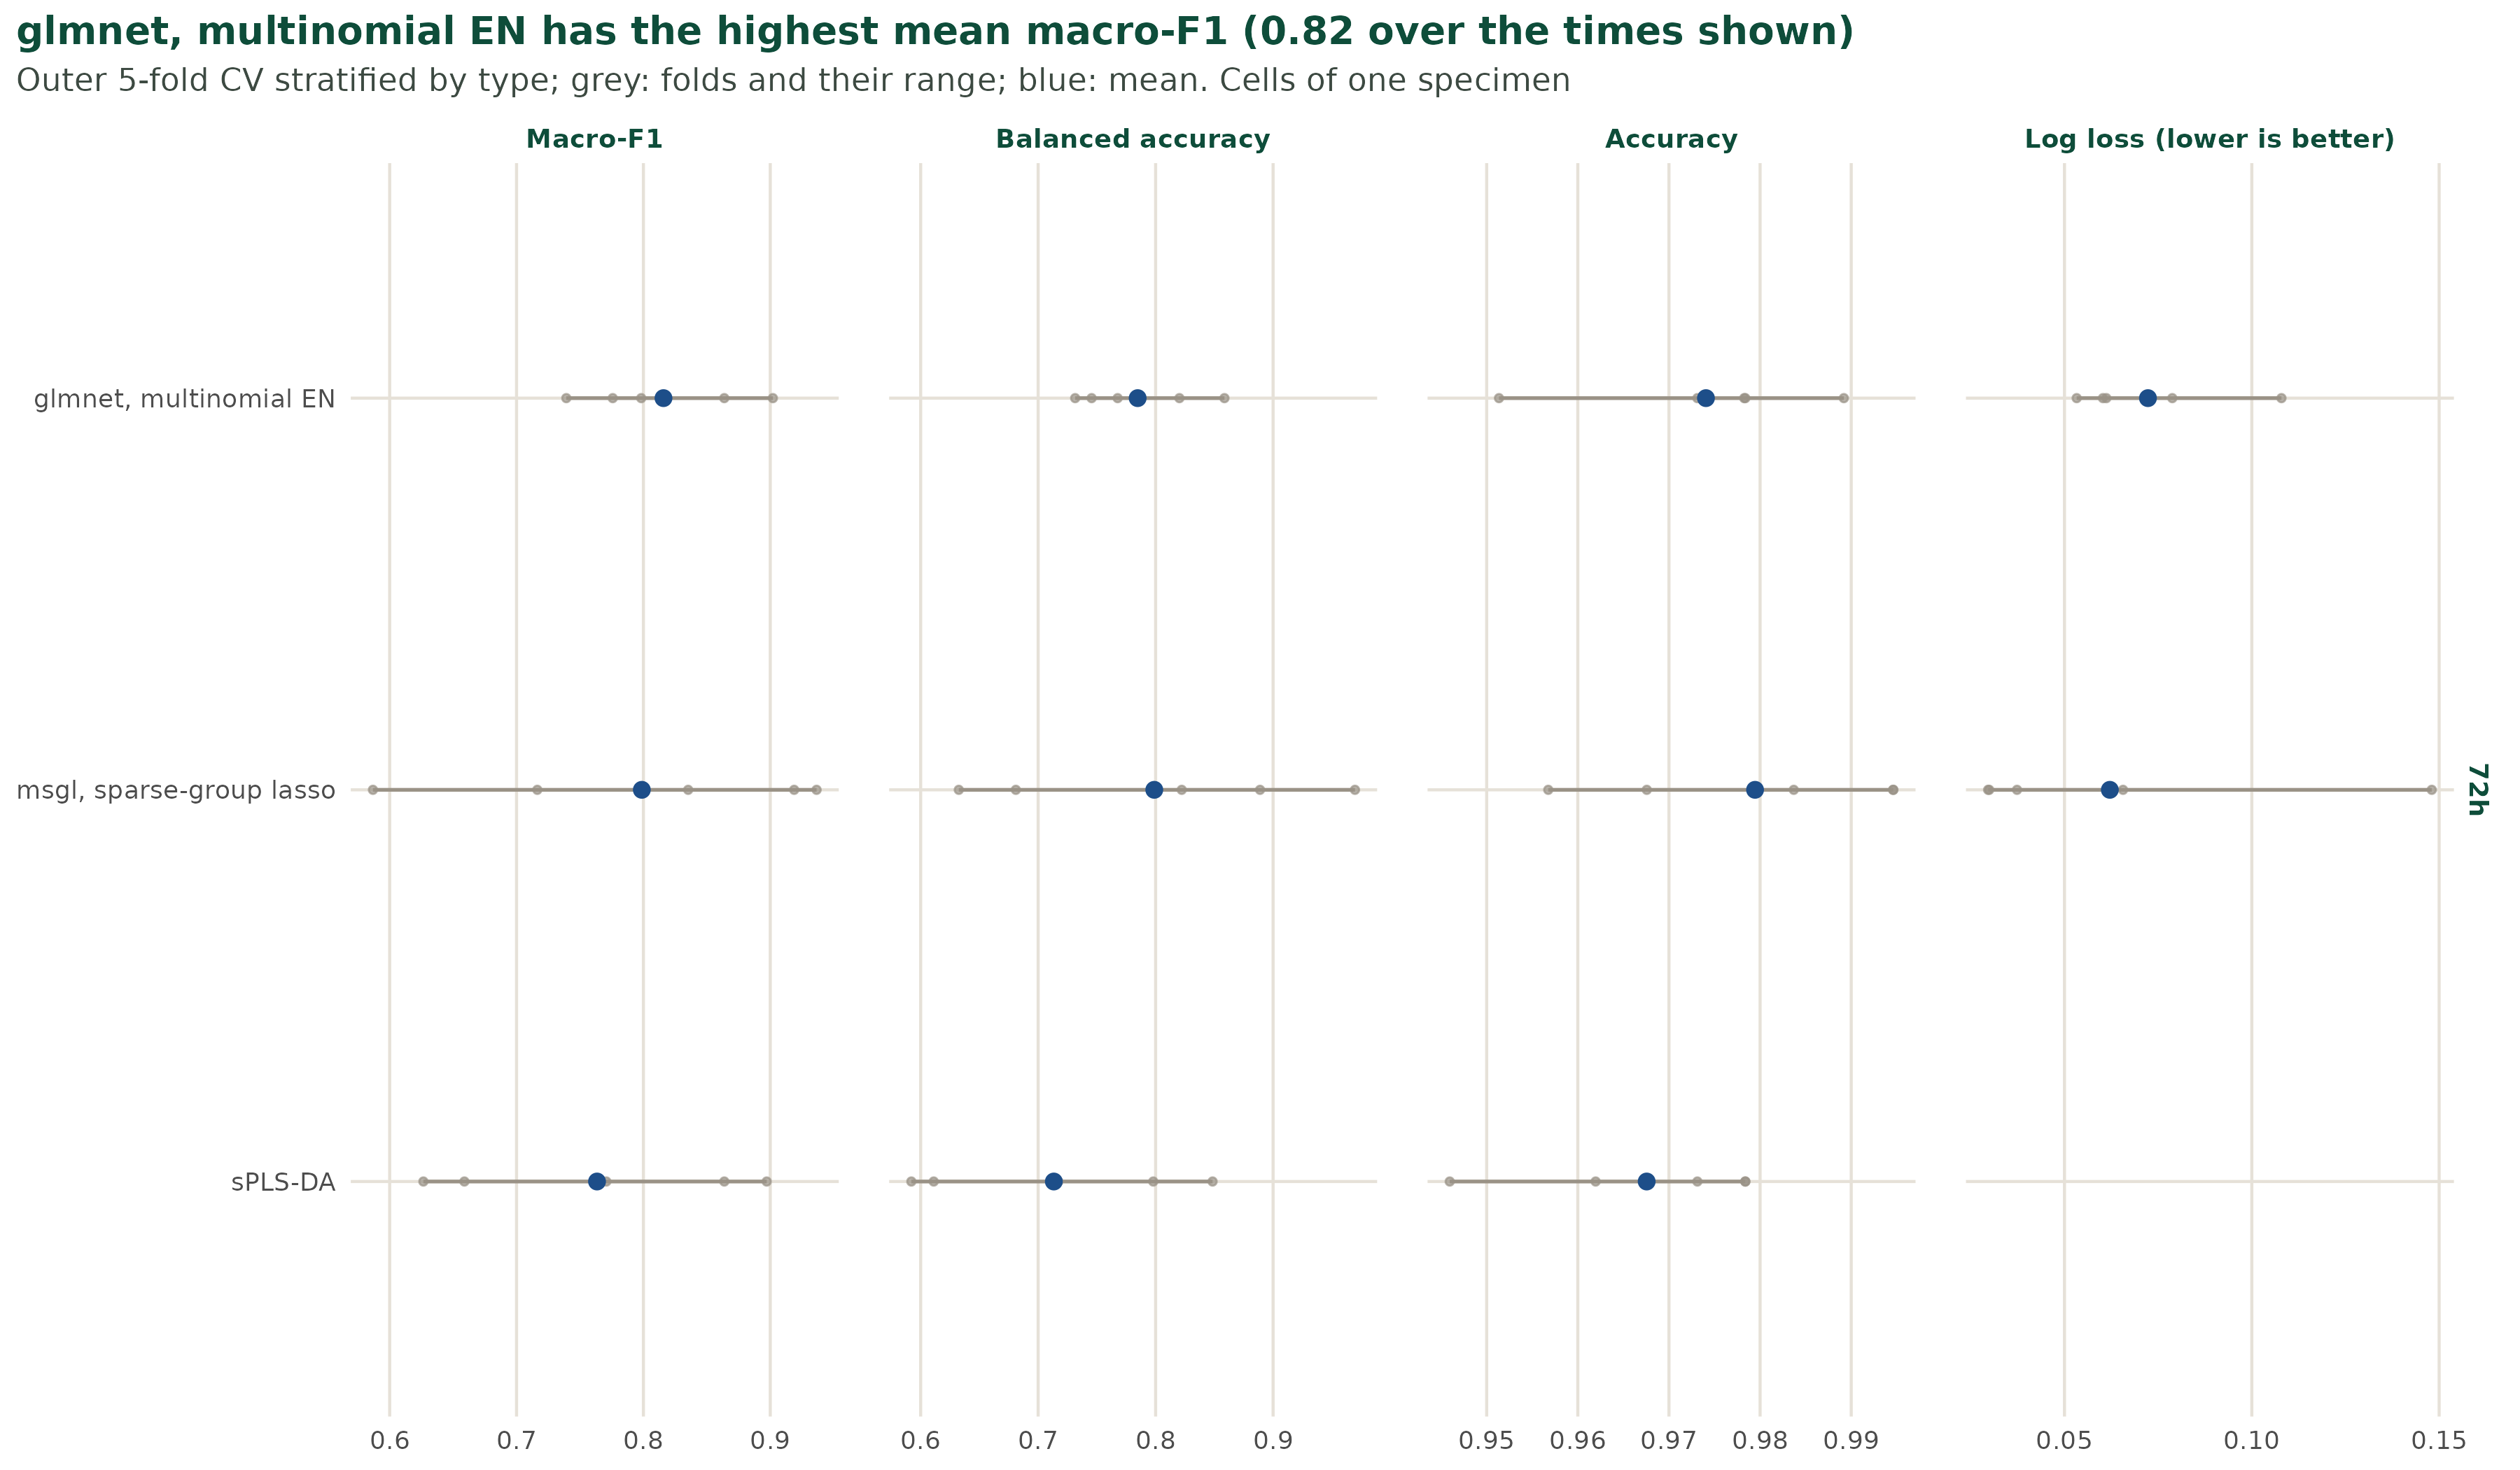 glmnet, multinomial EN has the highest mean macro-F1 (0.82 over the times shown)
Outer 5-fold CV stratified by type; grey: folds and their range; blue: mean. Cells of one specimen
Macro-F1
Balanced accuracy
Accuracy
Log loss (lower is better)
glmnet, multinomial EN
msgl, sparse-group lasso
sPLS-DA
72h
0.6 0.7 0.8 0.9
0.6 0.7 0.8 0.9
0.95 0.96 0.97 0.98 0.99
0.05 0.10 0.15